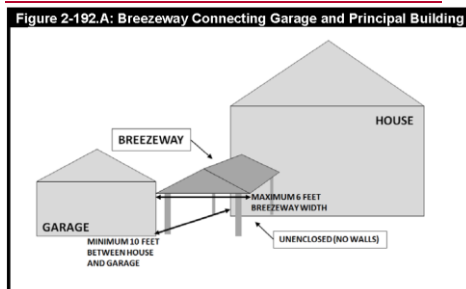 Figure 2-192.A: Breezeway Connecting Garage and Principal Building
HOUSE
BREEZEWAY
MAXIMUM 6 FEET
BREEZEWAY WIDTH
GARAGE
MINIMUM 10 FEET
BETWEEN HOUSE
AND GARAGE
UNENCLOSED (NO WALLS)